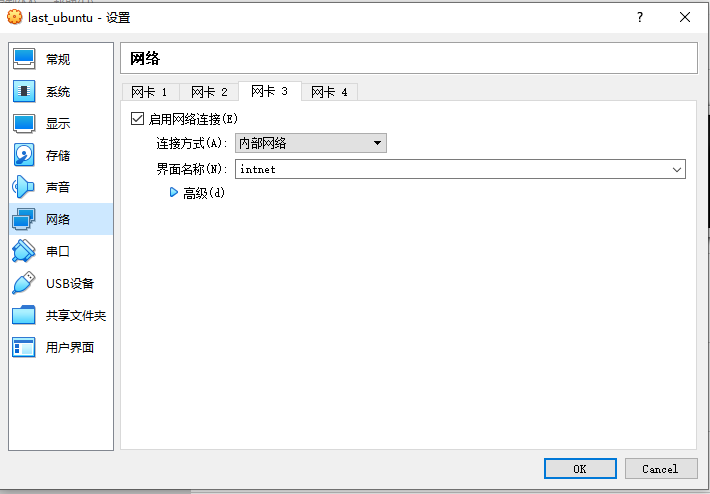 last_ubuntu - 设置
常规
系统
显示
存储
声音
网络
串口
USB设备
共享文件夹
用户界面
网络
网卡 1 网卡 2 网卡 3 网卡 4
启用网络连接(E)
连接方式(A): 内部网络
界面名称(N): intnet
高级(d)
OK Cancel